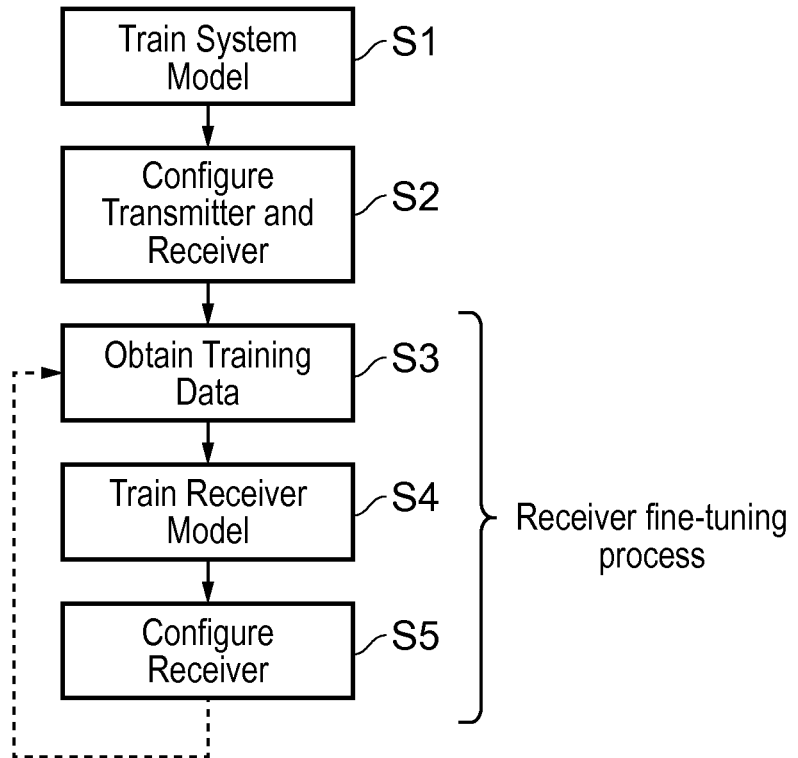 Train System
Model
S1
Configure
Transmitter and
Receiver
S2
Obtain Training
Data
S3
Train Receiver
Model
S4
Configure
Receiver
S5
Receiver fine-tuning
process